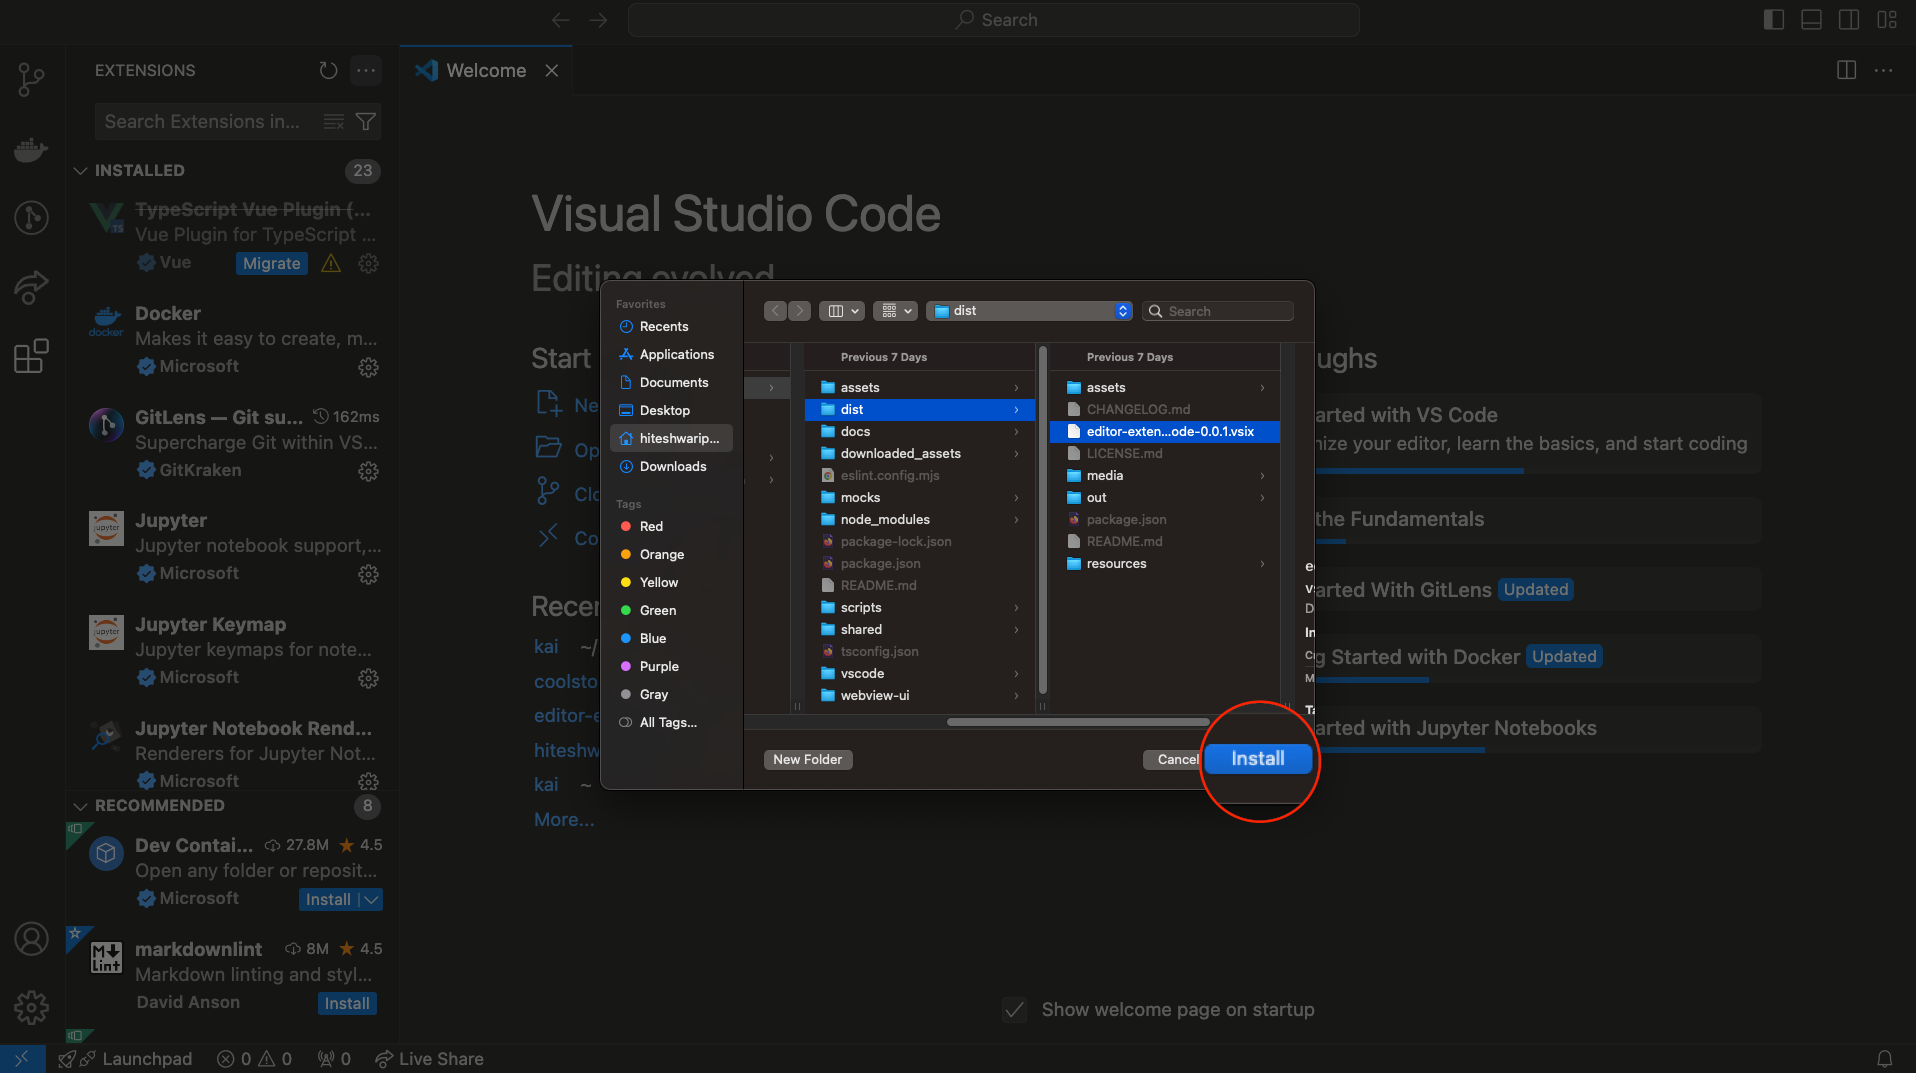 Search
EXTENSIONS
Search Extensions in...
INSTALLED
23
TypeScript Vue Plugin (...
Vue Plugin for TypeScript ...
Vue
Migrate
Docker
Makes it easy to create, m...
Microsoft
GitLens — Git su...
162ms
Supercharge Git within VS...
GitKraken
Jupyter
Jupyter notebook support,...
Microsoft
Jupyter Keymap
Jupyter keymaps for note...
Microsoft
Jupyter Notebook Rend...
Renderers for Jupyter Not...
Microsoft
RECOMMENDED
8
Dev Contai...
27.8M
4.5
Open any folder or reposit...
Microsoft
Install
markdownlint
8M
4.5
Markdown linting and styl...
David Anson
Install
Welcome
Visual Studio Code
Editing evolved
Start
Ne
Op
Clo
Co
Recen
kai ~/
coolsto
editor-e
hiteshw
kai ~
More...
Favorites
Recents
Applications
Documents
Desktop
hiteshwarip...
Downloads
Tags
Red
Orange
Yellow
Green
Blue
Purple
Gray
All Tags...
dist
Search
Previous 7 Days
assets
dist
docs
downloaded_assets
eslint.config.mjs
mocks
node_modules
package-lock.json
package.json
README.md
scripts
shared
tsconfig.json
vscode
webview-ui
Previous 7 Days
assets
CHANGELOG.md
editor-exten...ode-0.0.1.vsix
LICENSE.md
media
out
package.json
README.md
resources
New Folder
Cancel
Install
ughs
arted with VS Code
nize your editor, learn the basics, and start coding
the Fundamentals
arted With GitLens
Updated
g Started with Docker
Updated
arted with Jupyter Notebooks
Show welcome page on startup
Launchpad
0
0
0
Live Share